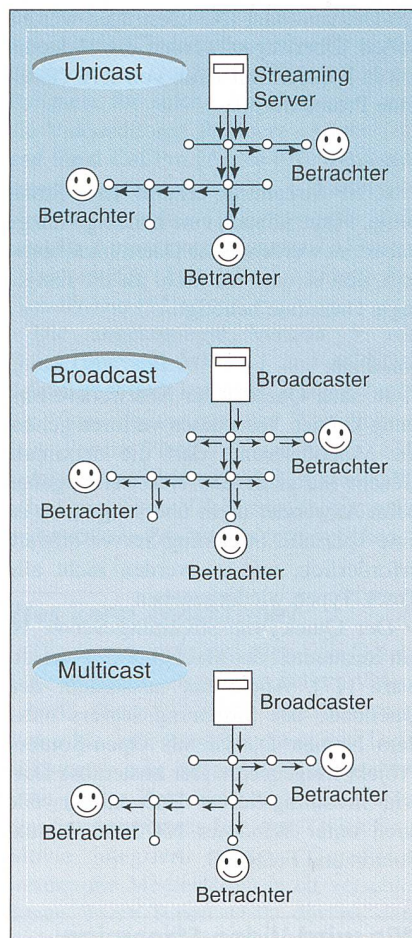 Unicast
Streaming
Server
Betrachter
Betrachter
Betrachter
Broadcast
Broadcaster
Betrachter
Betrachter
Betrachter
Multicast
Broadcaster
Betrachter
Betrachter
Betrachter